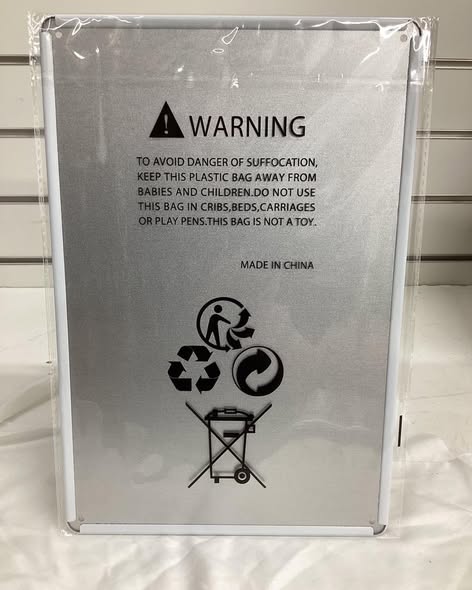 WARNING
TO AVOID DANGER OF SUFFOCATION,
KEEP THIS PLASTIC BAG AWAY FROM
BABIES AND CHILDREN.DO NOT USE
THIS BAG IN CRIBS,BEDS,CARRIAGES
OR PLAY PENS.THIS BAG IS NOT A TOY.
MADE IN CHINA